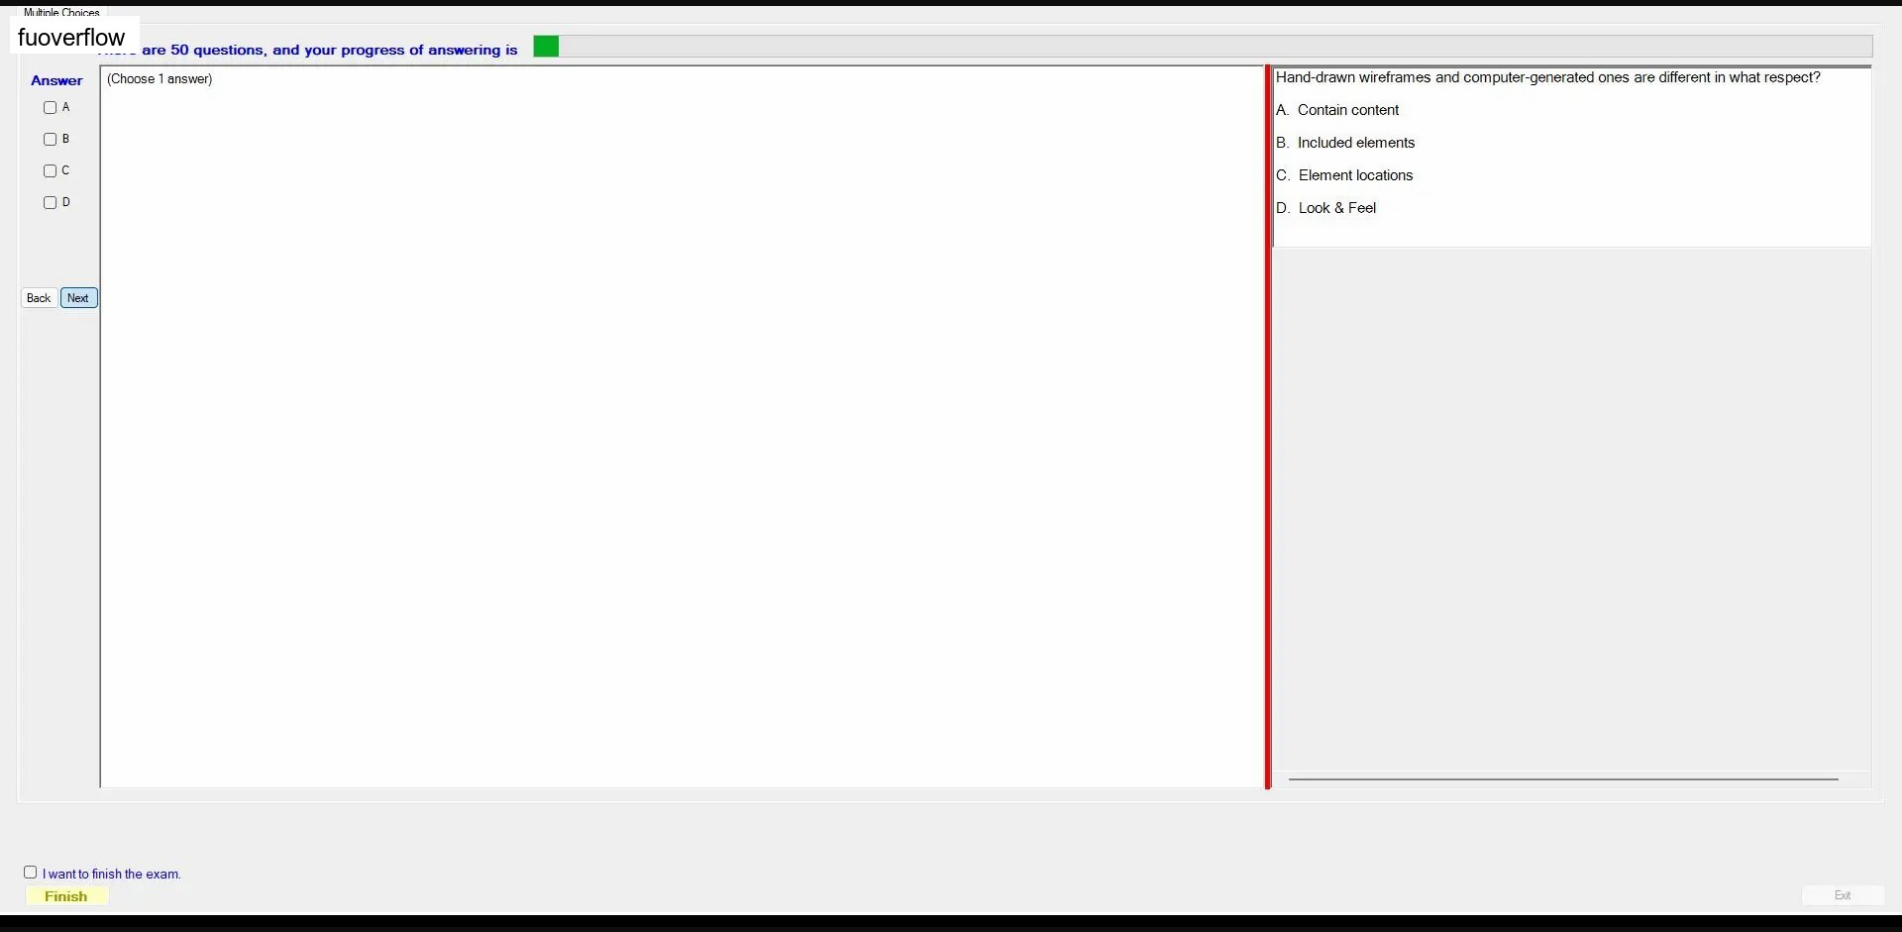 Multiple Choices
fuoverflow
are 50 questions, and your progress of answering is
Answer
(Choose 1 answer)
A
B
C
D
Back
Next
Hand-drawn wireframes and computer-generated ones are different in what respect?
A. Contain content
B. Included elements
C. Element locations
D. Look & Feel
I want to finish the exam.
Finish
Exit